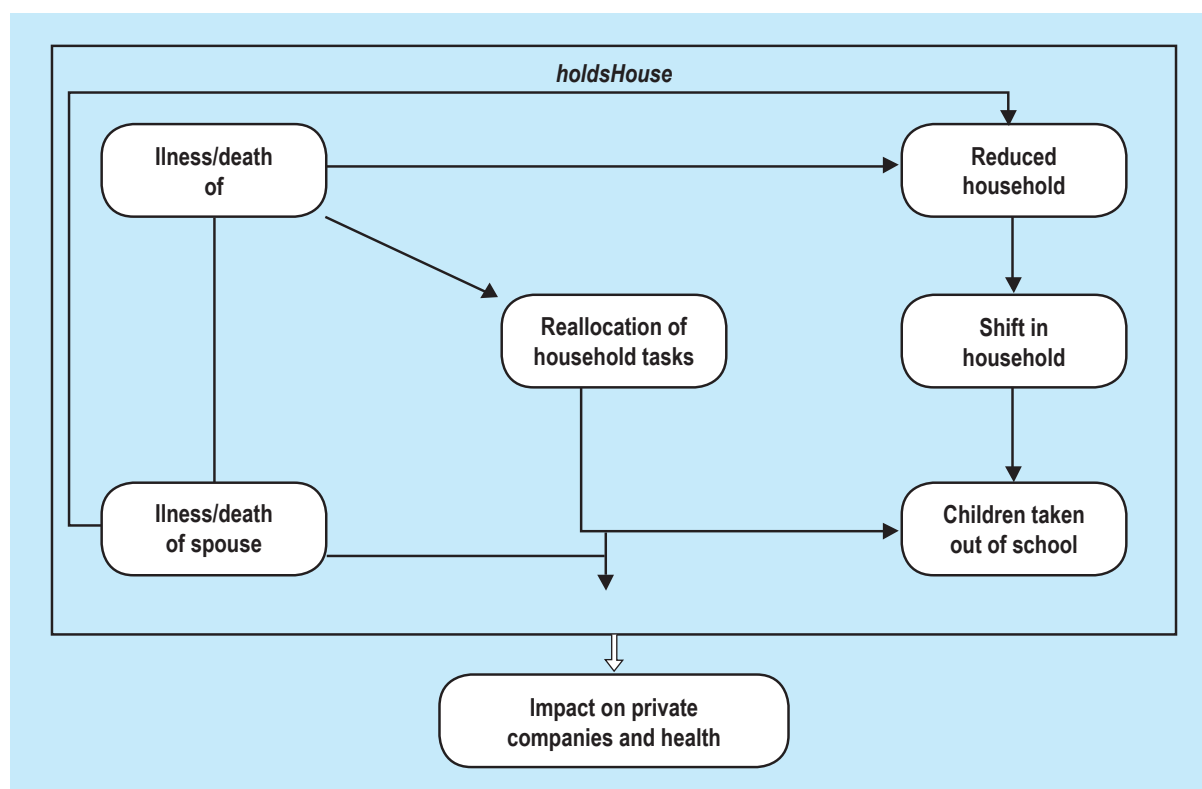 holdsHouse
Ilness/death
of
Reduced
household
Reallocation of
household tasks
Shift in
household
Ilness/death
of spouse
Children taken
out of school
Impact on private
companies and health